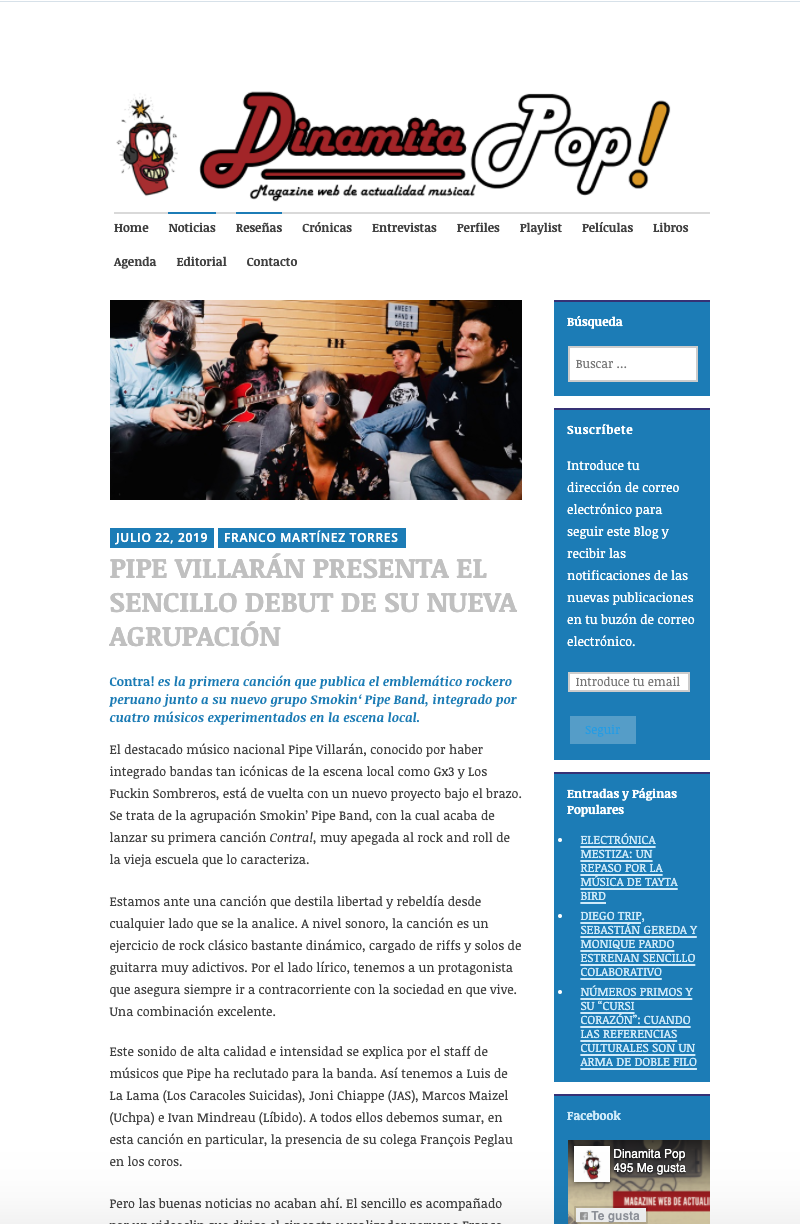 Dinamita Pop!
Magazine web de actualidad musical
Home Noticias Reseñas Crónicas Entrevistas Perfiles Playlist Películas Libros
Agenda Editorial Contacto
SWEET
AND
GREET
JULIO 22, 2019 FRANCO MARTÍNEZ TORRES
PIPE VILLARÁN PRESENTA EL
SENCILLO DEBUT DE SU NUEVA
AGRUPACIÓN
Contra! es la primera canción que publica el emblemático rockero
peruano junto a su nuevo grupo Smokin‘ Pipe Band, integrado por
cuatro músicos experimentados en la escena local.
El destacado músico nacional Pipe Villarán, conocido por haber
integrado bandas tan icónicas de la escena local como Gx3 y Los
Fuckin Sombreros, está de vuelta con un nuevo proyecto bajo el brazo.
Se trata de la agrupación Smokin’ Pipe Band, con la cual acaba de
lanzar su primera canción Contra!, muy apegada al rock and roll de
la vieja escuela que lo caracteriza.
Estamos ante una canción que destila libertad y rebeldía desde
cualquier lado que se la analice. A nivel sonoro, la canción es un
ejercicio de rock clásico bastante dinámico, cargado de riffs y solos de
guitarra muy adictivos. Por el lado lírico, tenemos a un protagonista
que asegura siempre ir a contracorriente con la sociedad en que vive.
Una combinación excelente.
Este sonido de alta calidad e intensidad se explica por el staff de
músicos que Pipe ha reclutado para la banda. Así tenemos a Luis de
La Lama (Los Caracoles Suicidas), Joni Chiappe (JAS), Marcos Maizel
(Uchpa) e Ivan Mindreau (Líbido). A todos ellos debemos sumar, en
esta canción en particular, la presencia de su colega François Peglau
en los coros.
Pero las buenas noticias no acaban ahí. El sencillo es acompañado
por un videoclip que dirige el cineasta y realizador peruano Franco
Búsqueda
Buscar ...
Suscríbete
Introduce tu
dirección de correo
electrónico para
seguir este Blog y
recibir las
notificaciones de las
nuevas publicaciones
en tu buzón de correo
electrónico.
Introduce tu email
Seguir
Entradas y Páginas
Populares
ELECTRÓNICA
MESTIZA: UN
REPASO POR LA
MÚSICA DE TAYTA
BIRD
DIEGO TRIP,
SEBASTIÁN GEREDA Y
MONIQUE PARDO
ESTRENAN SENCILLO
COLABORATIVO
NÚMEROS PRIMOS Y
SU “CURSI
CORAZÓN”: CUANDO
LAS REFERENCIAS
CULTURALES SON UN
ARMA DE DOBLE FILO
Facebook
Dinamita Pop
495 Me gusta
MAGAZINE WEB DE ACTUALI
Te gusta